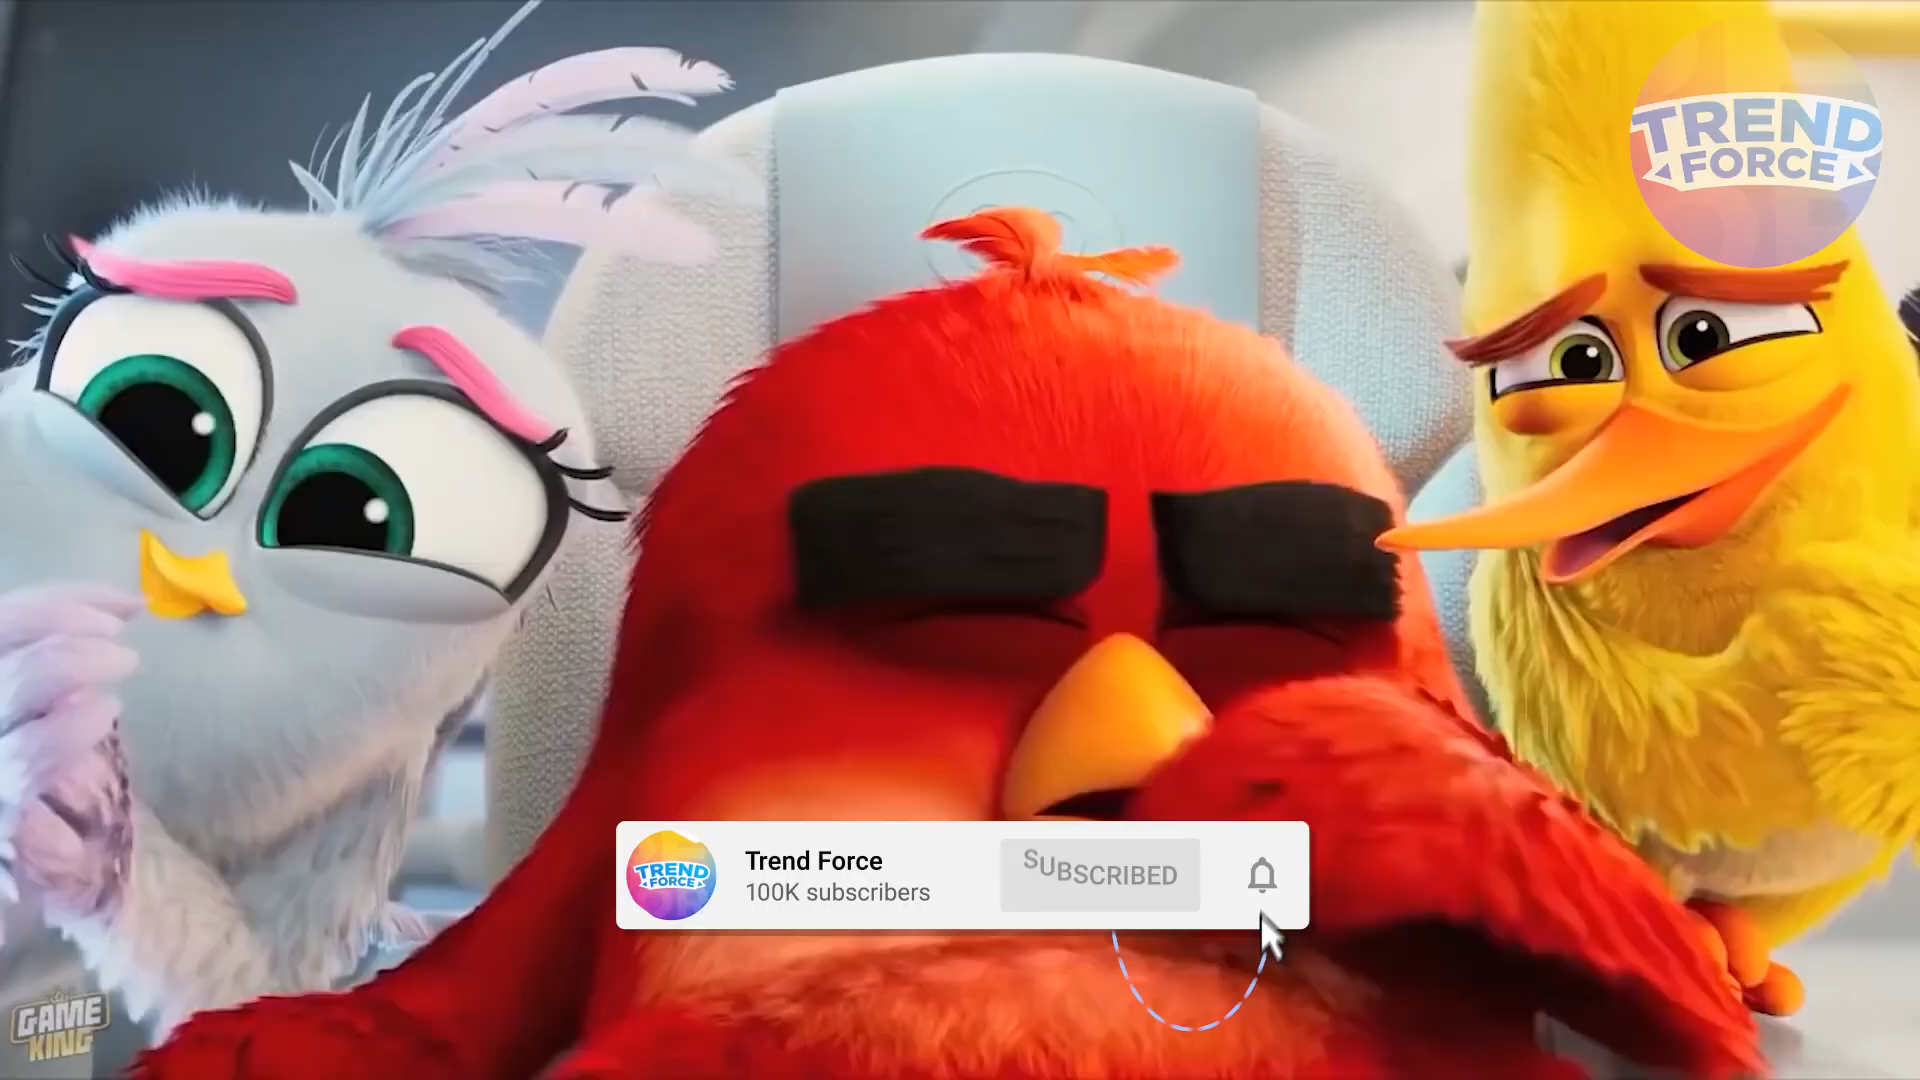 TREND
FORCE
TREND
FORCE
Trend Force
100K subscribers
SUBSCRIBED
GAME
KING